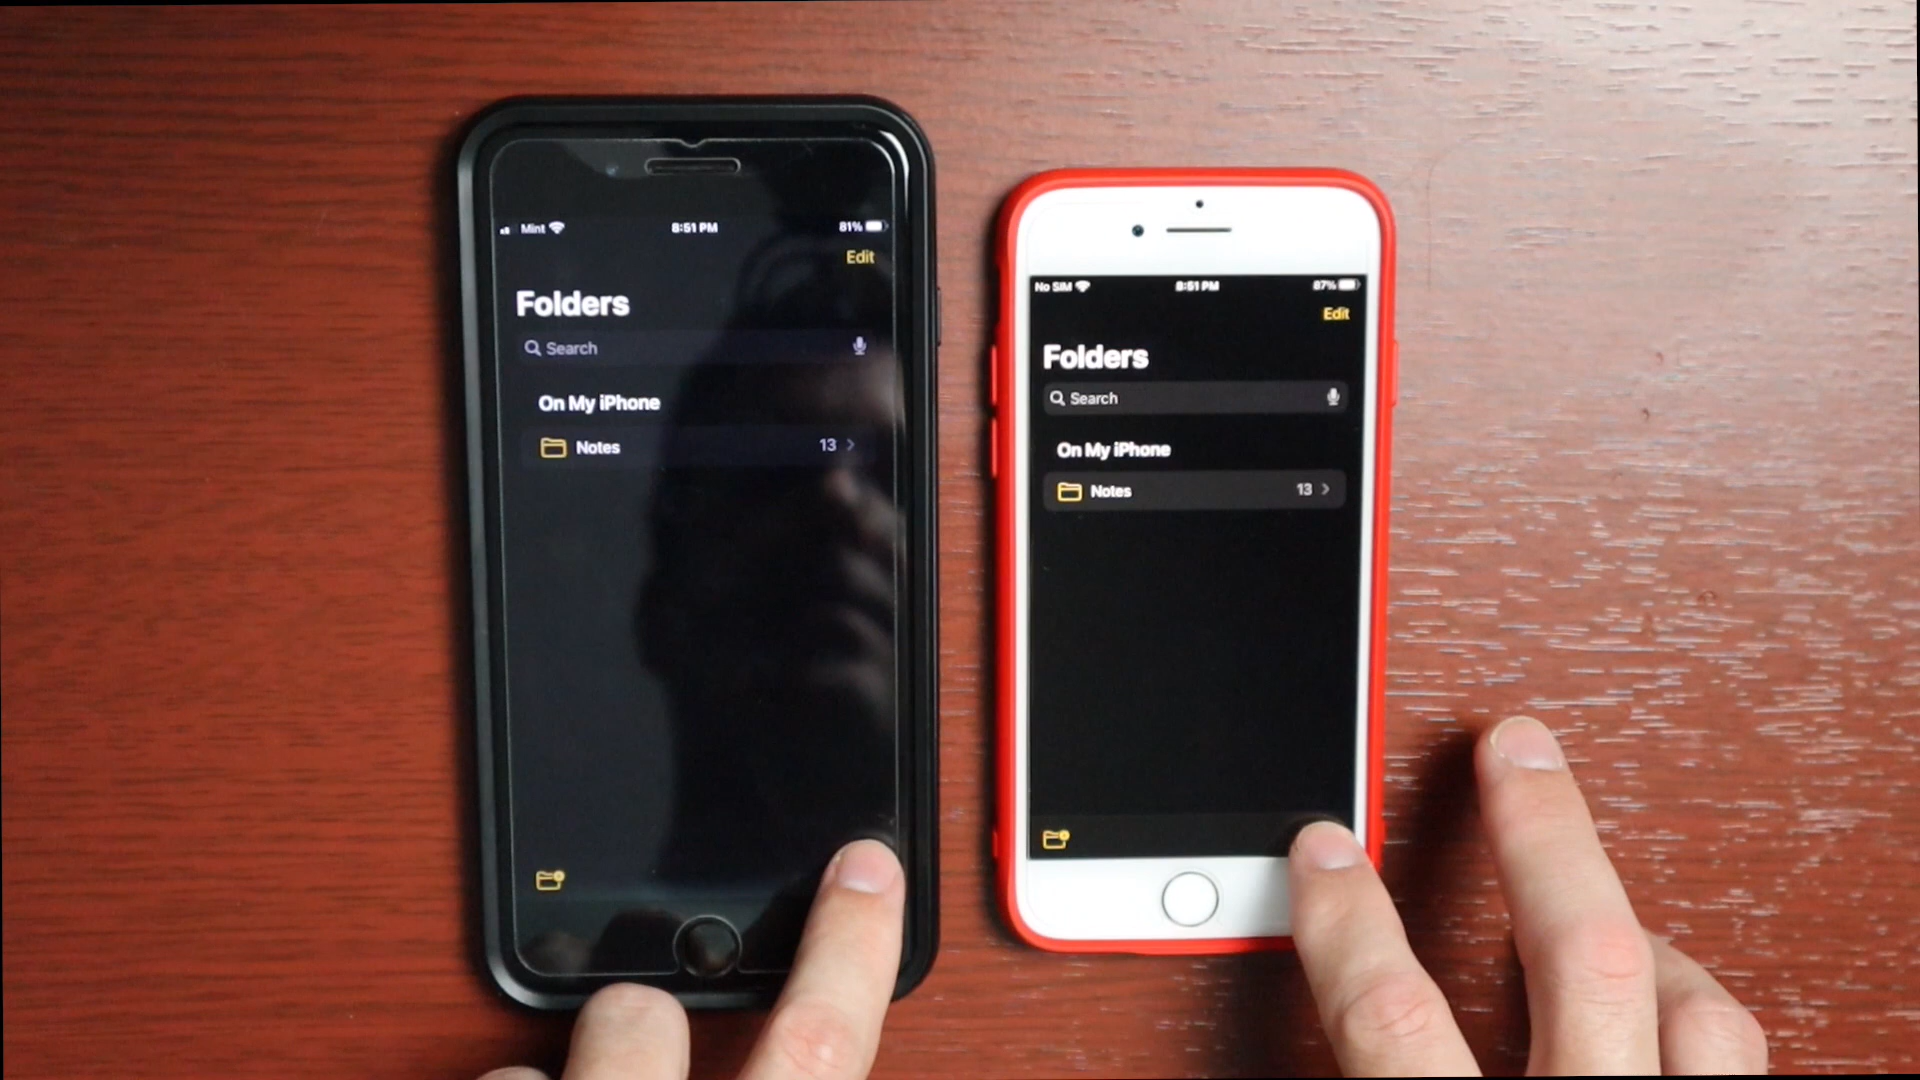 Mint 8:51 PM 81%
Edit
Folders
Search
On My iPhone
Notes 13
No SIM 8:51 PM 87%
Edit
Folders
Search
On My iPhone
Notes 13